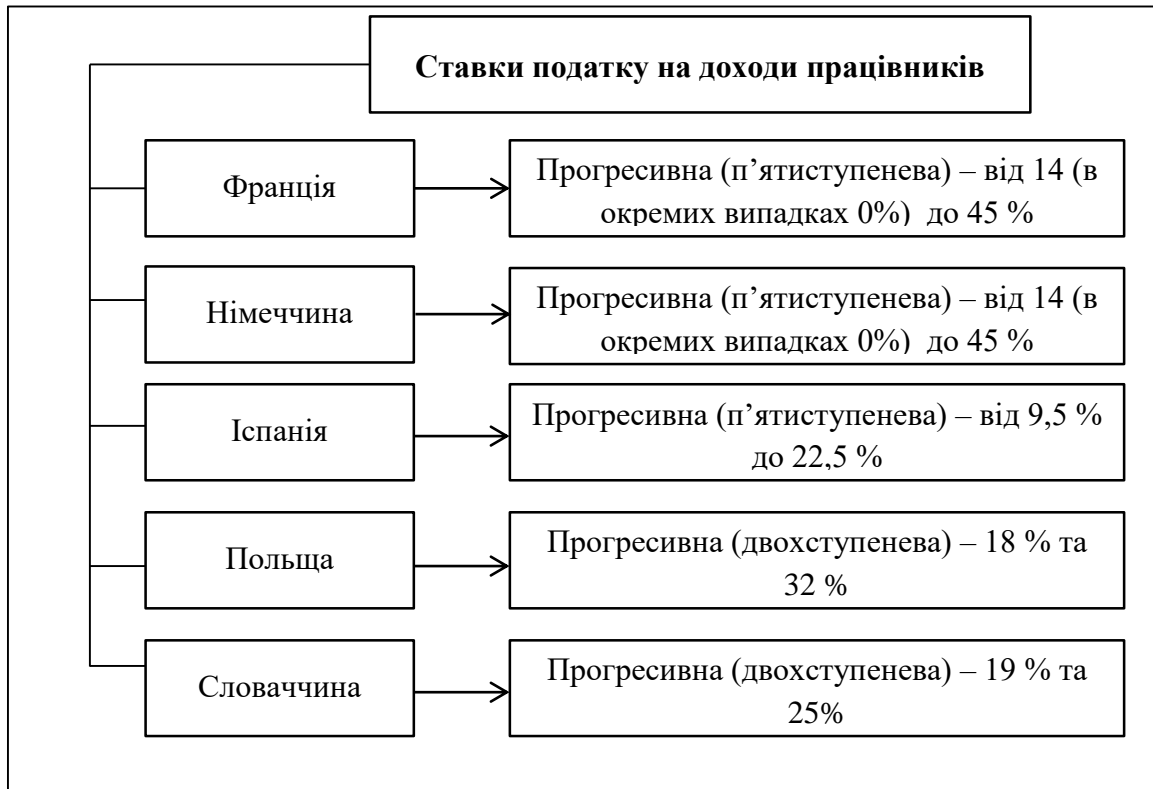 Ставки податку на доходи працівників
Франція
Прогресивна (п’ятиступенева) – від 14 (в
окремих випадках 0%)  до 45 %
Німеччина
Прогресивна (п’ятиступенева) – від 14 (в
окремих випадках 0%)  до 45 %
Іспанія
Прогресивна (п’ятиступенева) – від 9,5 %
до 22,5 %
Польща
Прогресивна (двохступенева) – 18 % та
32 %
Словаччина
Прогресивна (двохступенева) – 19 % та
25%